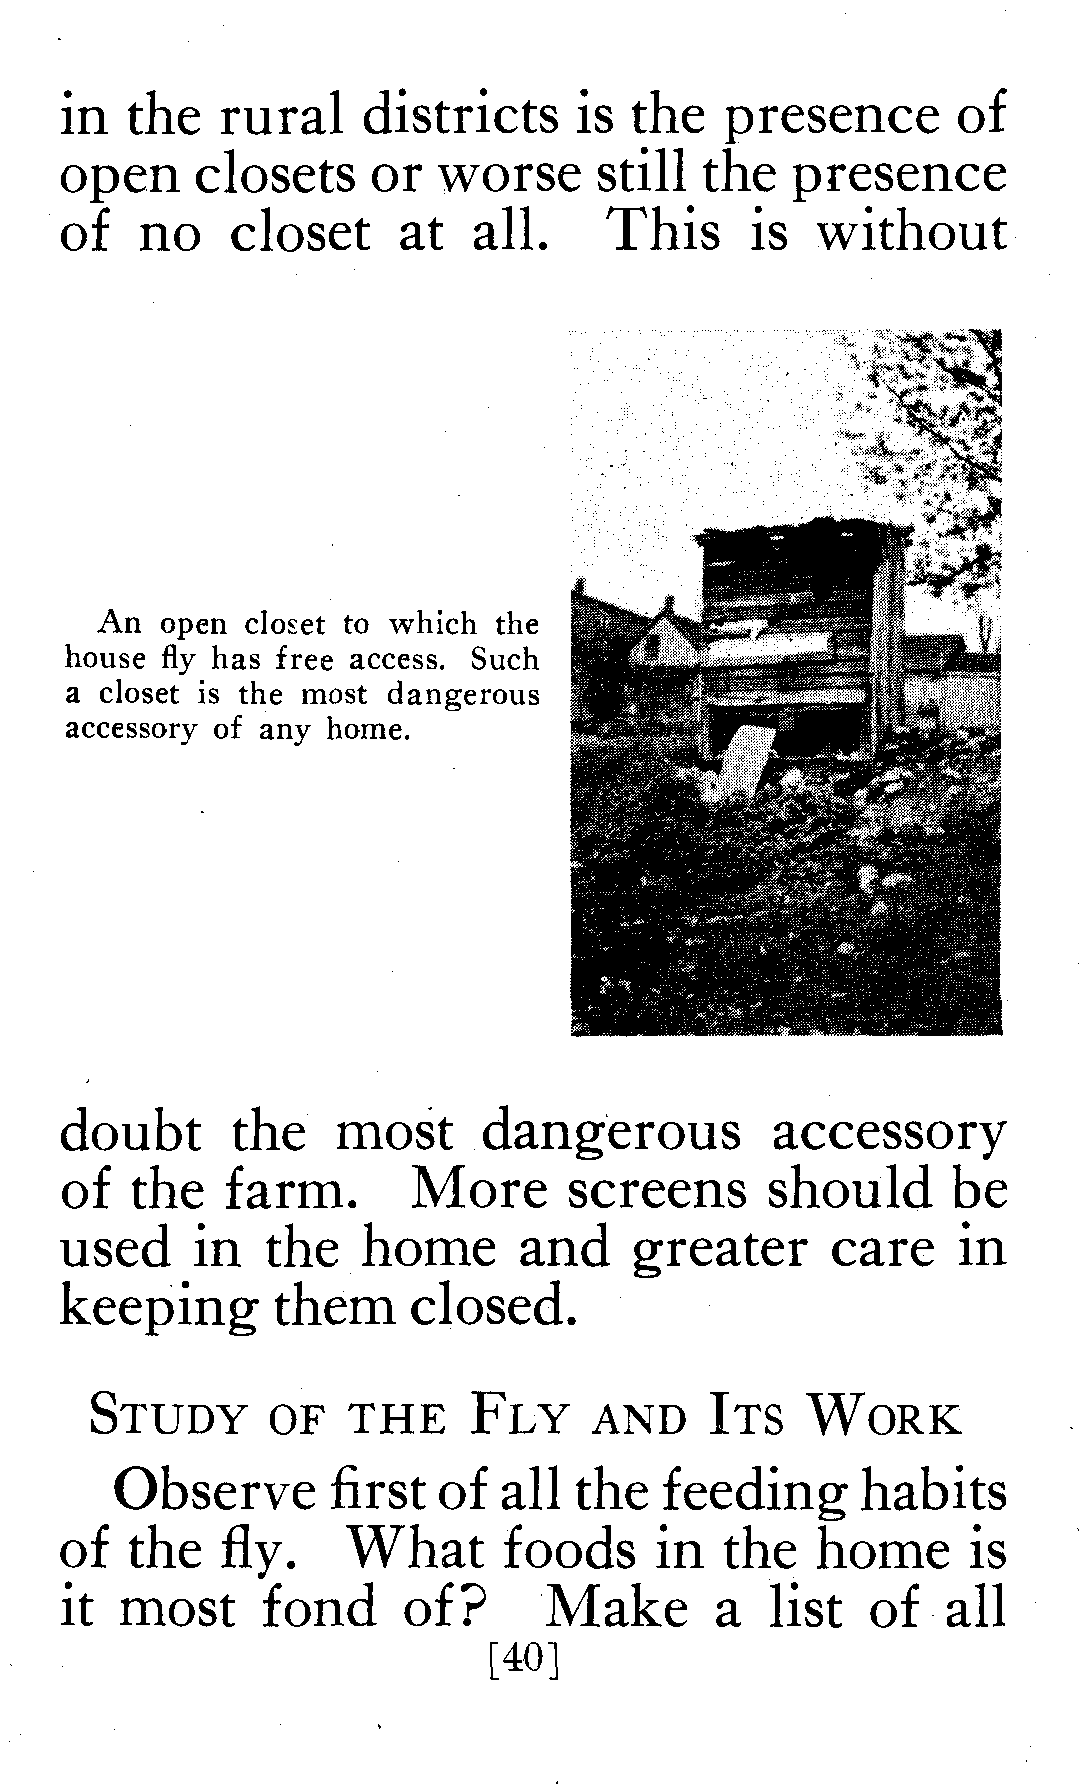 in the rural districts is the presence of
open closets or worse still the presence
of no closet at all. This is without
An open closet to which the
house fly has free access. Such
a closet is the most dangerous
accessory of any home.
doubt the most dangerous accessory
of the farm. More screens should be
used in the home and greater care in
keeping them closed.
STUDY OF THE FLY AND ITS WORK
Observe first of all the feeding habits
of the fly. What foods in the home is
it most fond of? Make a list of all
[40]